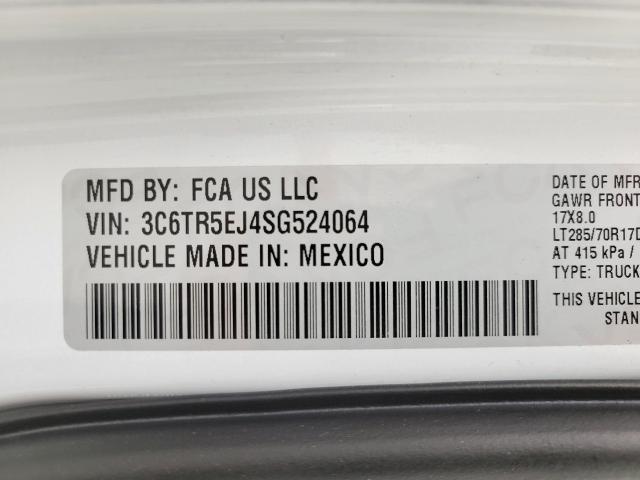 MFD BY: FCA US LLC
VIN: 3C6TR5EJ4SG524064
VEHICLE MADE IN: MEXICO
DATE OF MFR
GAWR FRONT
17X8.0
LT285/70R17D
AT 415 kPa /
TYPE: TRUCK
THIS VEHICLE
STAN